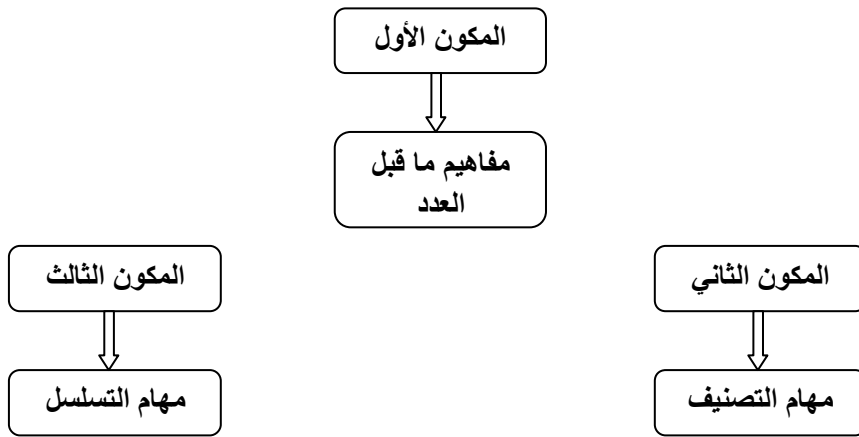 المكون الأول
مفاهيم ما قبل
العدد
المكون الثاني
المكون الثالث
مهام التصنيف
مهام التسلسل